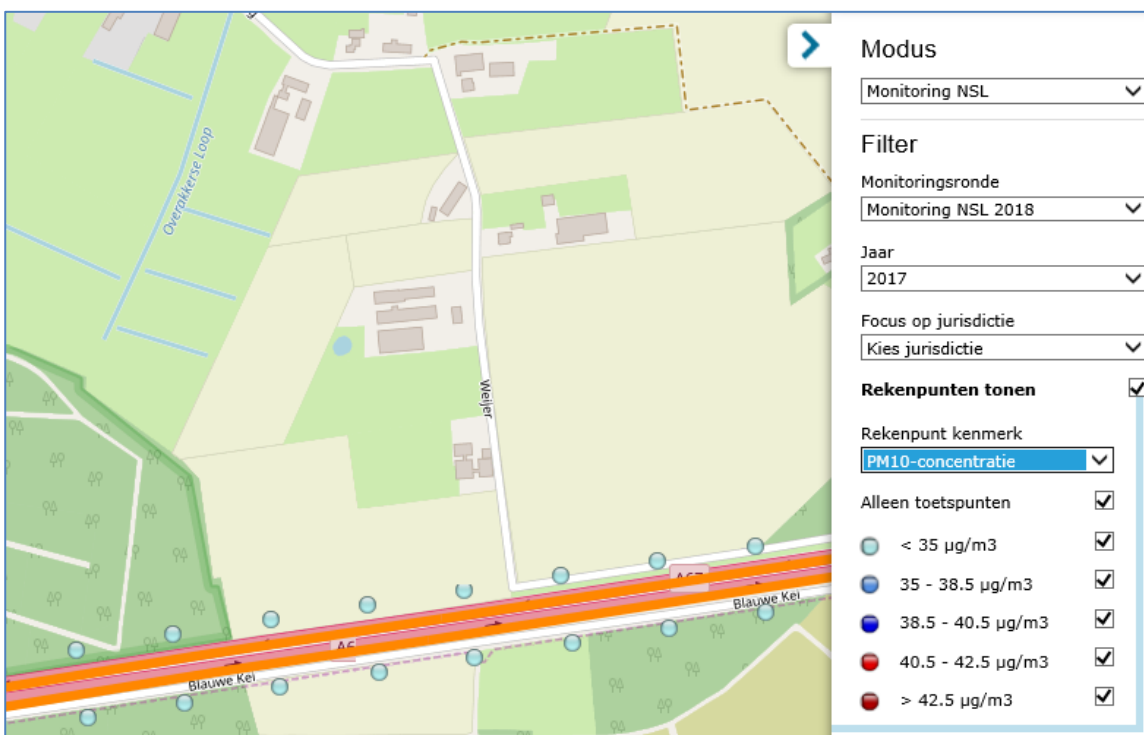 Overakkerse Loop
Weijer
A67
A6
Blauwe Kei
Blauwe Kei
Modus
Monitoring NSL
Filter
Monitoringsronde
Monitoring NSL 2018
Jaar
2017
Focus op jurisdictie
Kies jurisdictie
Rekenpunten tonen
Rekenpunt kenmerk
PM10-concentratie
Alleen toetspunten
< 35 µg/m3
35 - 38.5 µg/m3
38.5 - 40.5 µg/m3
40.5 - 42.5 µg/m3
> 42.5 µg/m3